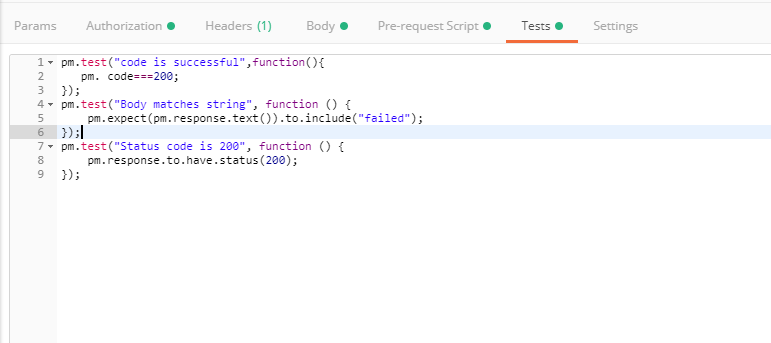 Params Authorization Headers (1) Body Pre-request Script Tests Settings
1 pm.test("code is successful",function(){
2 pm. code===200;
3 });
4 pm.test("Body matches string", function () {
5 pm.expect(pm.response.text()).to.include("failed");
6 });
7 pm.test("Status code is 200", function () {
8 pm.response.to.have.status(200);
9 });